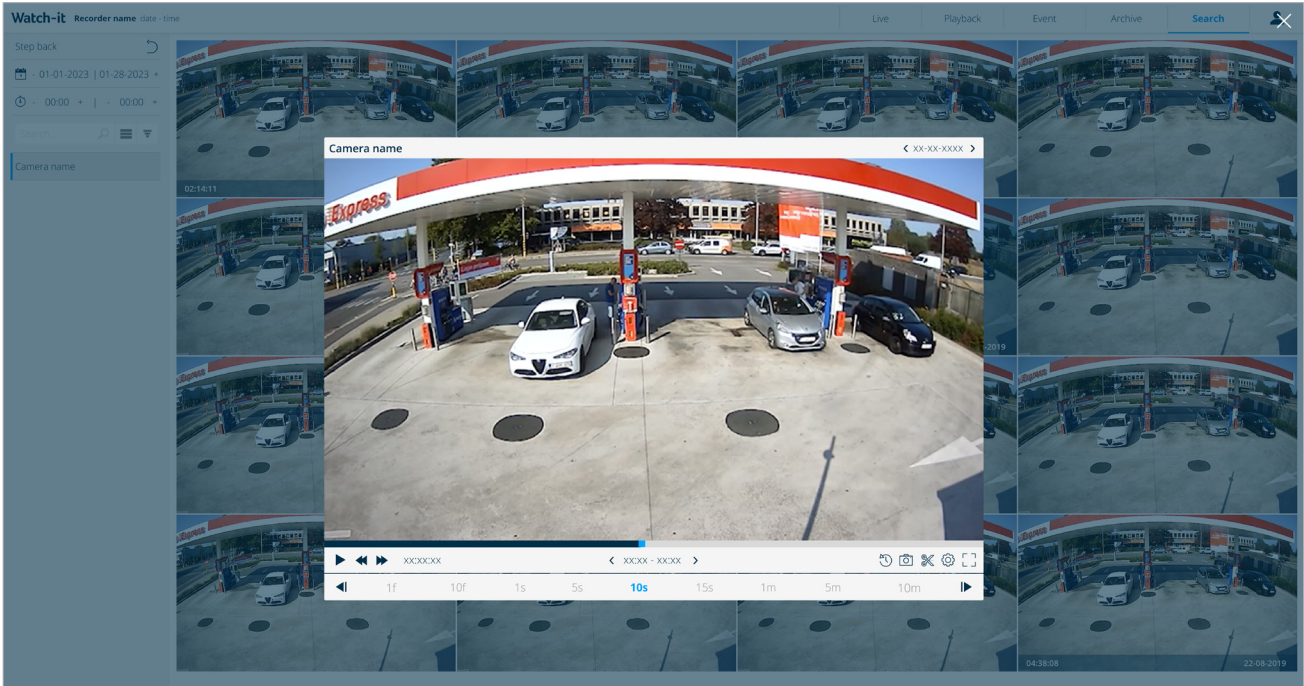 Watch-it Recorder name date - time Live Playback Event Archive Search
Step back
- 01-01-2023 | 01-28-2023 +
- 00:00 + | - 00:00 +
Search...
Camera name
02:14:11
Camera name
< xx-xx-xxxx >
Express
xx:xx:xx
< xx:xx - xx:xx >
1f 10f 1s 5s 10s 15s 1m 5m 10m
-2019
04:38:08 22-08-2019